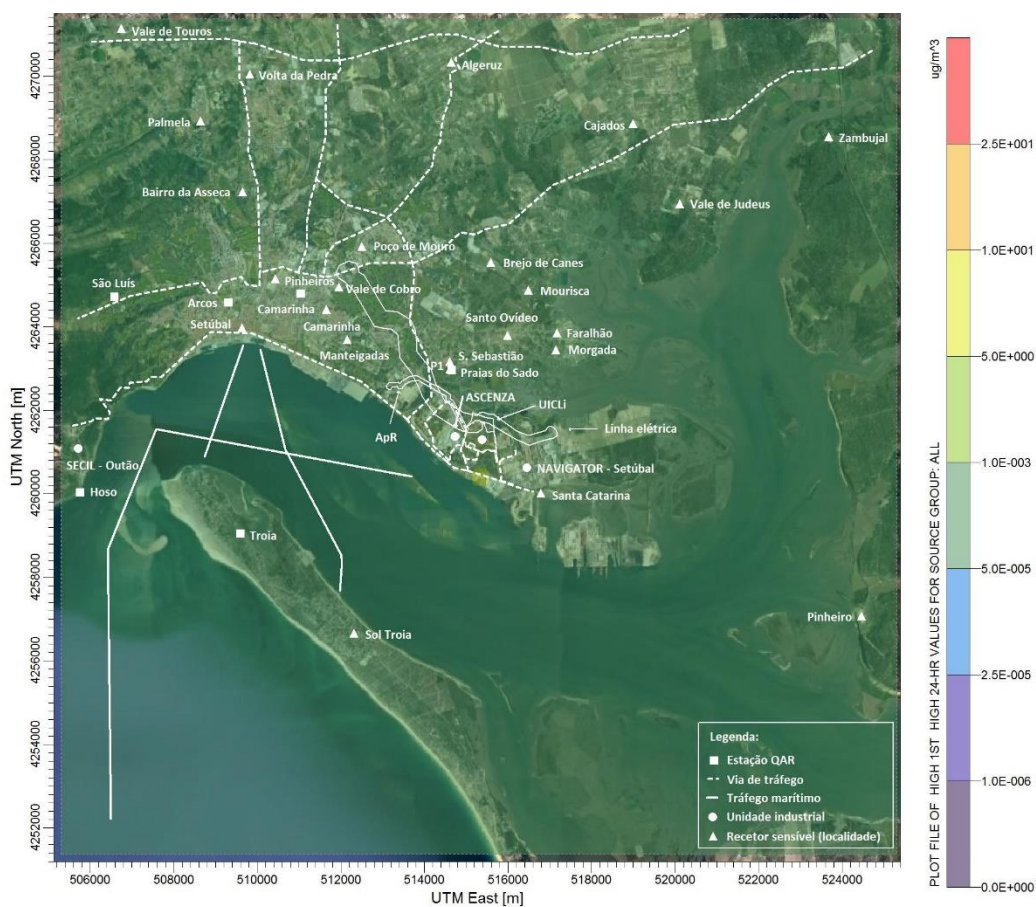 4270000
4268000
4266000
4264000
4262000
4260000
4258000
4256000
4254000
4252000
UTM North [m]
506000 508000 510000 512000 514000 516000 518000 520000 522000 524000
UTM East [m]
Vale de Touros
Volta da Pedra
Algeruz
Palmela
Cajados
Zambujal
Bairro da Asseca
Vale de Judeus
Poço de Mouro
Brejo de Canes
São Luís
Pinheiros
Vale de Cobro
Mourisca
Arcos
Camarinha
Camarinha
Santo Ovídeo
Setúbal
Faralhão
Manteigadas
Morgada
S. Sebastião
P1
Praias do Sado
ASCENZA
UICLi
ApR
Linha elétrica
SECIL - Outão
NAVIGATOR - Setúbal
Hoso
Santa Catarina
Troia
Pinheiro
Sol Troia
Legenda:
Estação QAR
Via de tráfego
Tráfego marítimo
Unidade industrial
Recetor sensível (localidade)
ug/m^3
PLOT FILE OF HIGH 1ST HIGH 24-HR VALUES FOR SOURCE GROUP: ALL
2.5E+001
1.0E+001
5.0E+000
1.0E-003
5.0E-005
2.5E-005
1.0E-006
0.0E+000